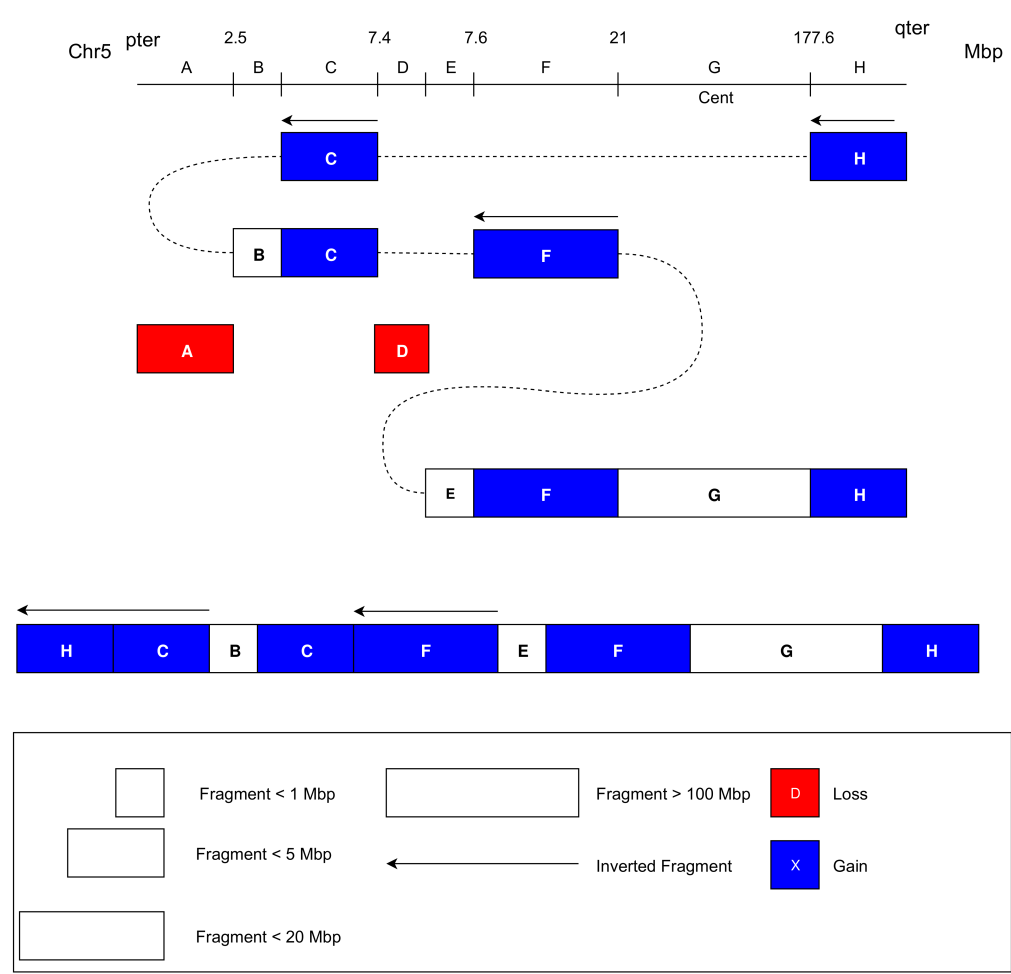 Chr5 pter 2.5 7.4 7.6 21 177.6 qter Mbp
A B C D E F G H
Cent
C H
B C F
A D
E F G H
H C B C F E F G H
Fragment < 1 Mbp Fragment > 100 Mbp D Loss
Fragment < 5 Mbp Inverted Fragment X Gain
Fragment < 20 Mbp